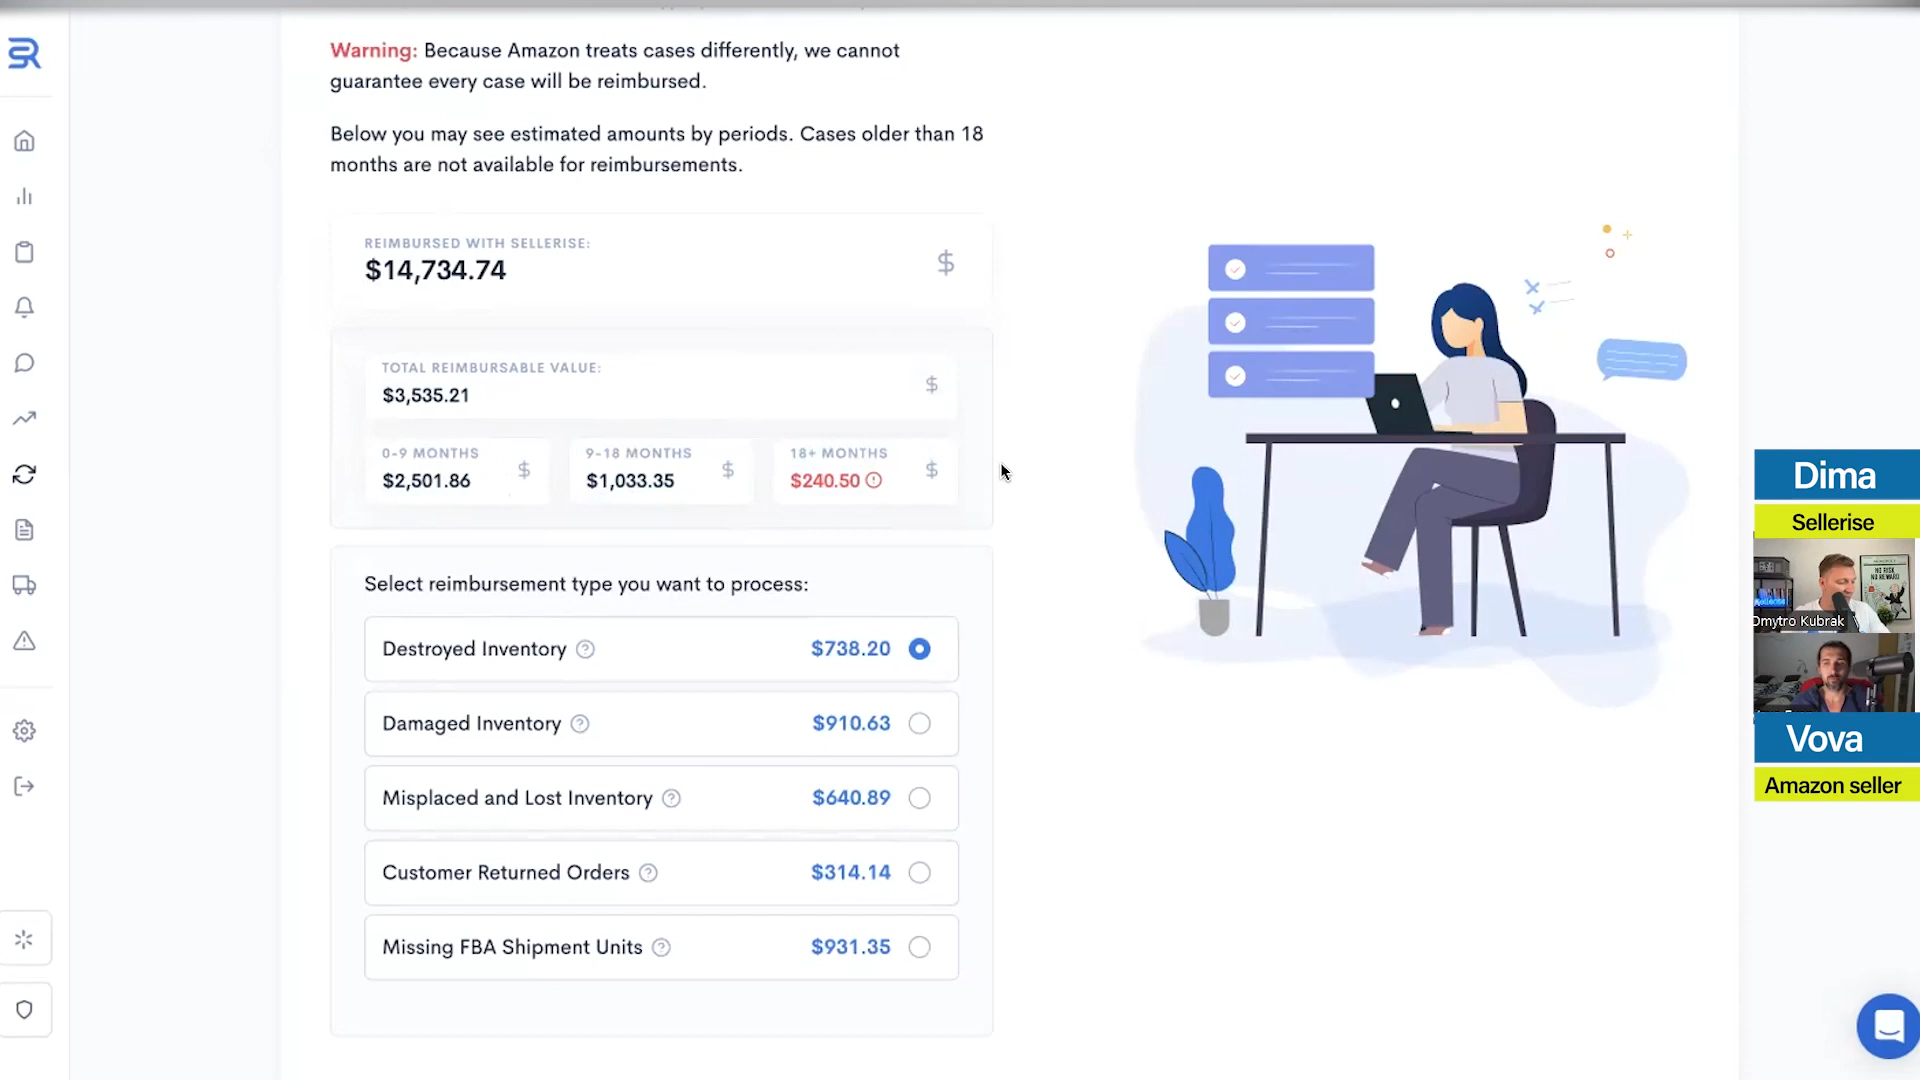 Warning: Because Amazon treats cases differently, we cannot
guarantee every case will be reimbursed.
Below you may see estimated amounts by periods. Cases older than 18
months are not available for reimbursements.
REIMBURSED WITH SELLERISE:
$14,734.74
$
TOTAL REIMBURSABLE VALUE:
$3,535.21
$
0-9 MONTHS
$2,501.86
$
9-18 MONTHS
$1,033.35
$
18+ MONTHS
$240.50
$
Select reimbursement type you want to process:
Destroyed Inventory ? $738.20
Damaged Inventory ? $910.63
Misplaced and Lost Inventory ? $640.89
Customer Returned Orders ? $314.14
Missing FBA Shipment Units ? $931.35
SR
Dima
Sellerise
NO RISK
NO REWARD
Dmytro Kubrak
Vova
Amazon seller